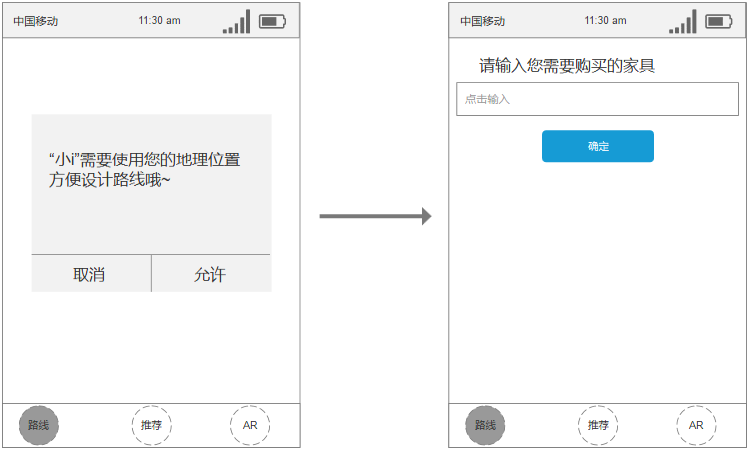 中国移动 11:30 am
“小i”需要使用您的地理位置
方便设计路线哦~
取消 允许
路线 推荐 AR
中国移动 11:30 am
请输入您需要购买的家具
点击输入
确定
路线 推荐 AR